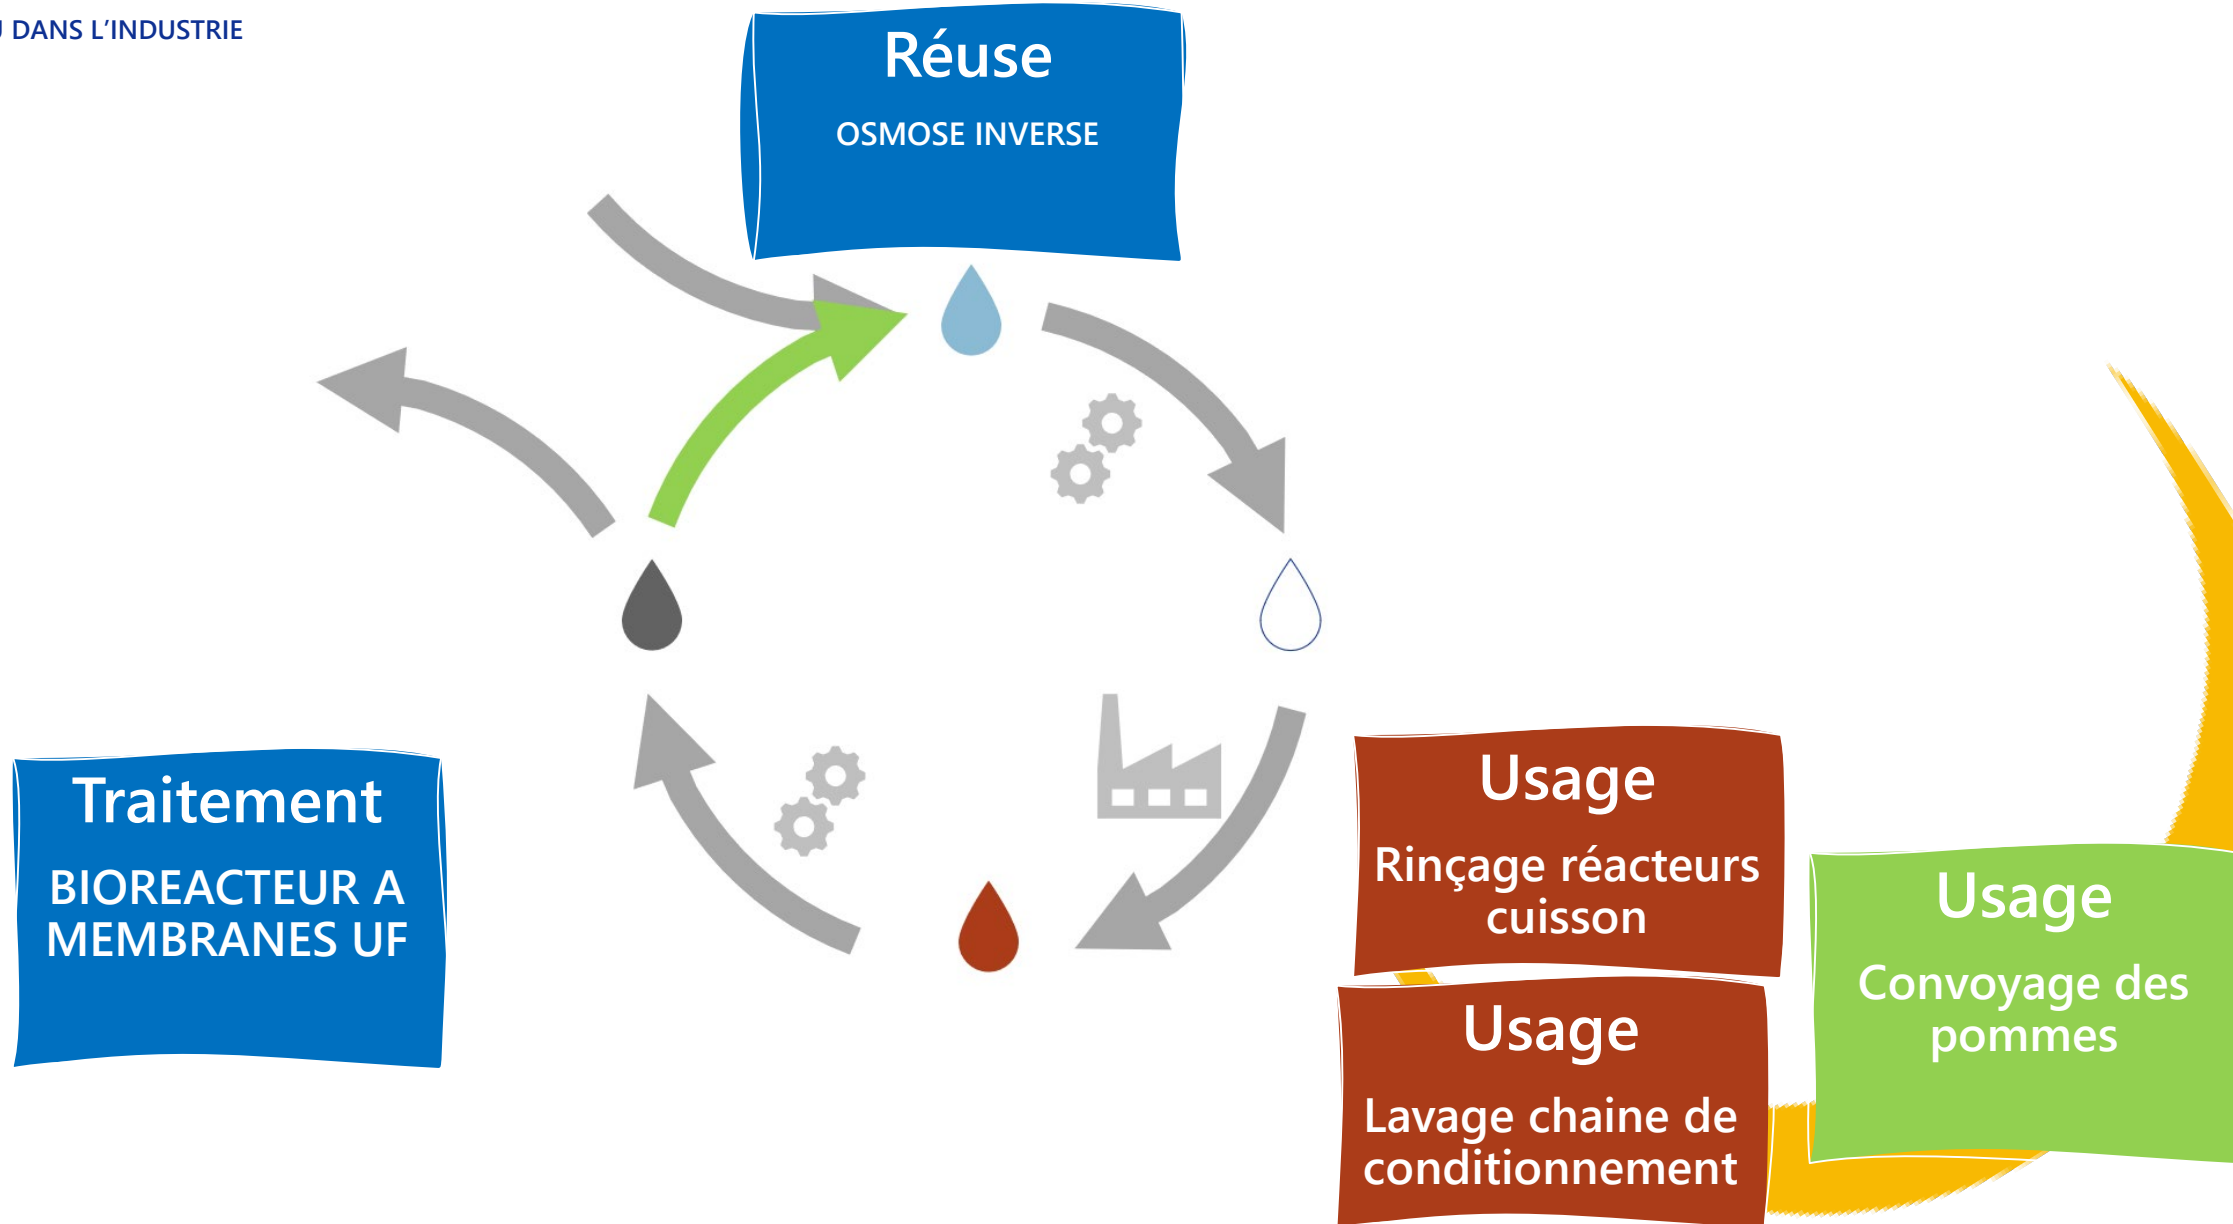 DANS L'INDUSTRIE
Réuse
OSMOSE INVERSE
Traitement
BIOREACTEUR A
MEMBRANES UF
Usage
Rinçage réacteurs
cuisson
Usage
Lavage chaine de
conditionnement
Usage
Convoyage des
pommes